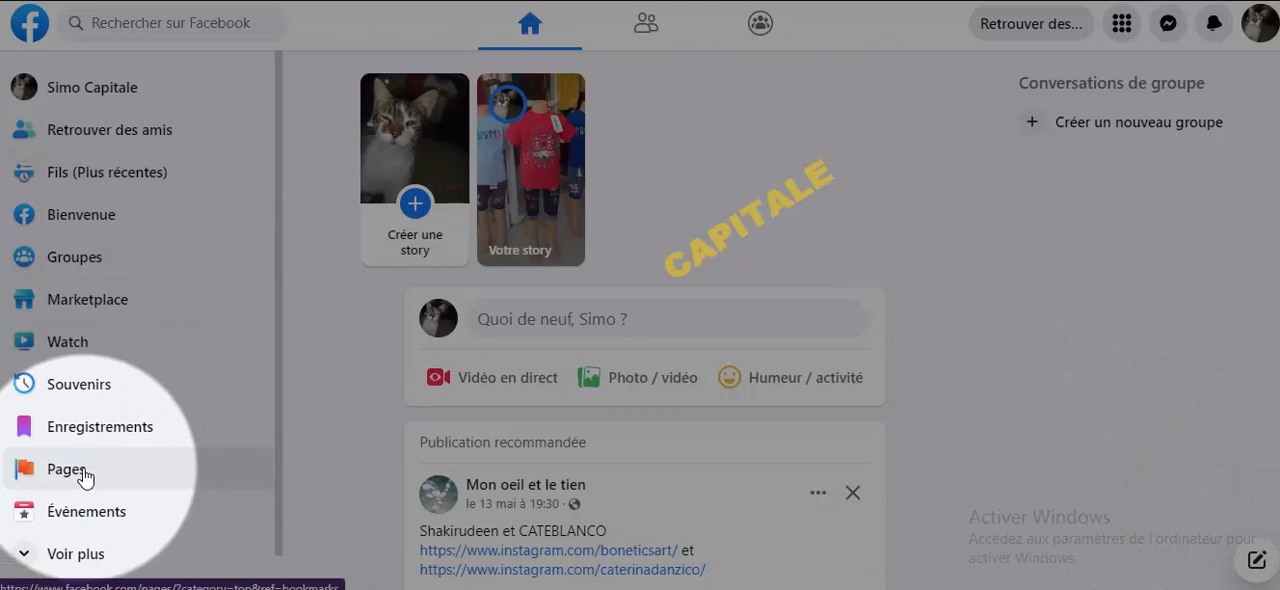 Rechercher sur Facebook
Retrouver des...
Simo Capitale
Retrouver des amis
Fils (Plus récentes)
Bienvenue
Groupes
Marketplace
Watch
Souvenirs
Enregistrements
Pages
Évènements
Voir plus
https://www.facebook.com/pages/?category=top&ref=bookmarks
Créer une
story
Votre story
CAPITALE
Quoi de neuf, Simo ?
Vidéo en direct
Photo / vidéo
Humeur / activité
Publication recommandée
Mon oeil et le tien
le 13 mai à 19:30 ·
Shakirudeen et CATEBLANCO
https://www.instagram.com/boneticsart/ et
https://www.instagram.com/caterinadanzico/
Conversations de groupe
Créer un nouveau groupe
Activer Windows
Accédez aux paramètres de l'ordinateur pour
activer Windows.